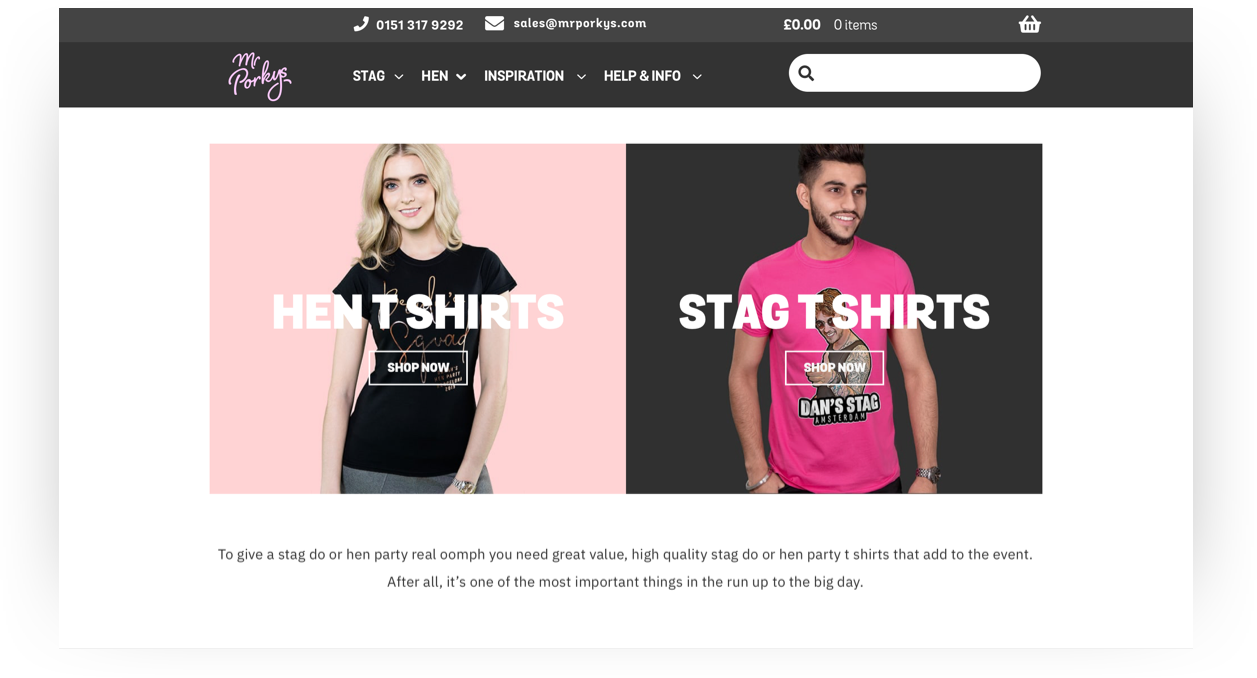 0151 317 9292 sales@mrporkys.com £0.00 0 items
Mr
Porkys
STAG HEN INSPIRATION HELP & INFO
HEN T SHIRTS
SHOP NOW
Squad
STAG T SHIRTS
SHOP NOW
DAN'S STAG
AMSTERDAM
To give a stag do or hen party real oomph you need great value, high quality stag do or hen party t shirts that add to the event.
After all, it's one of the most important things in the run up to the big day.